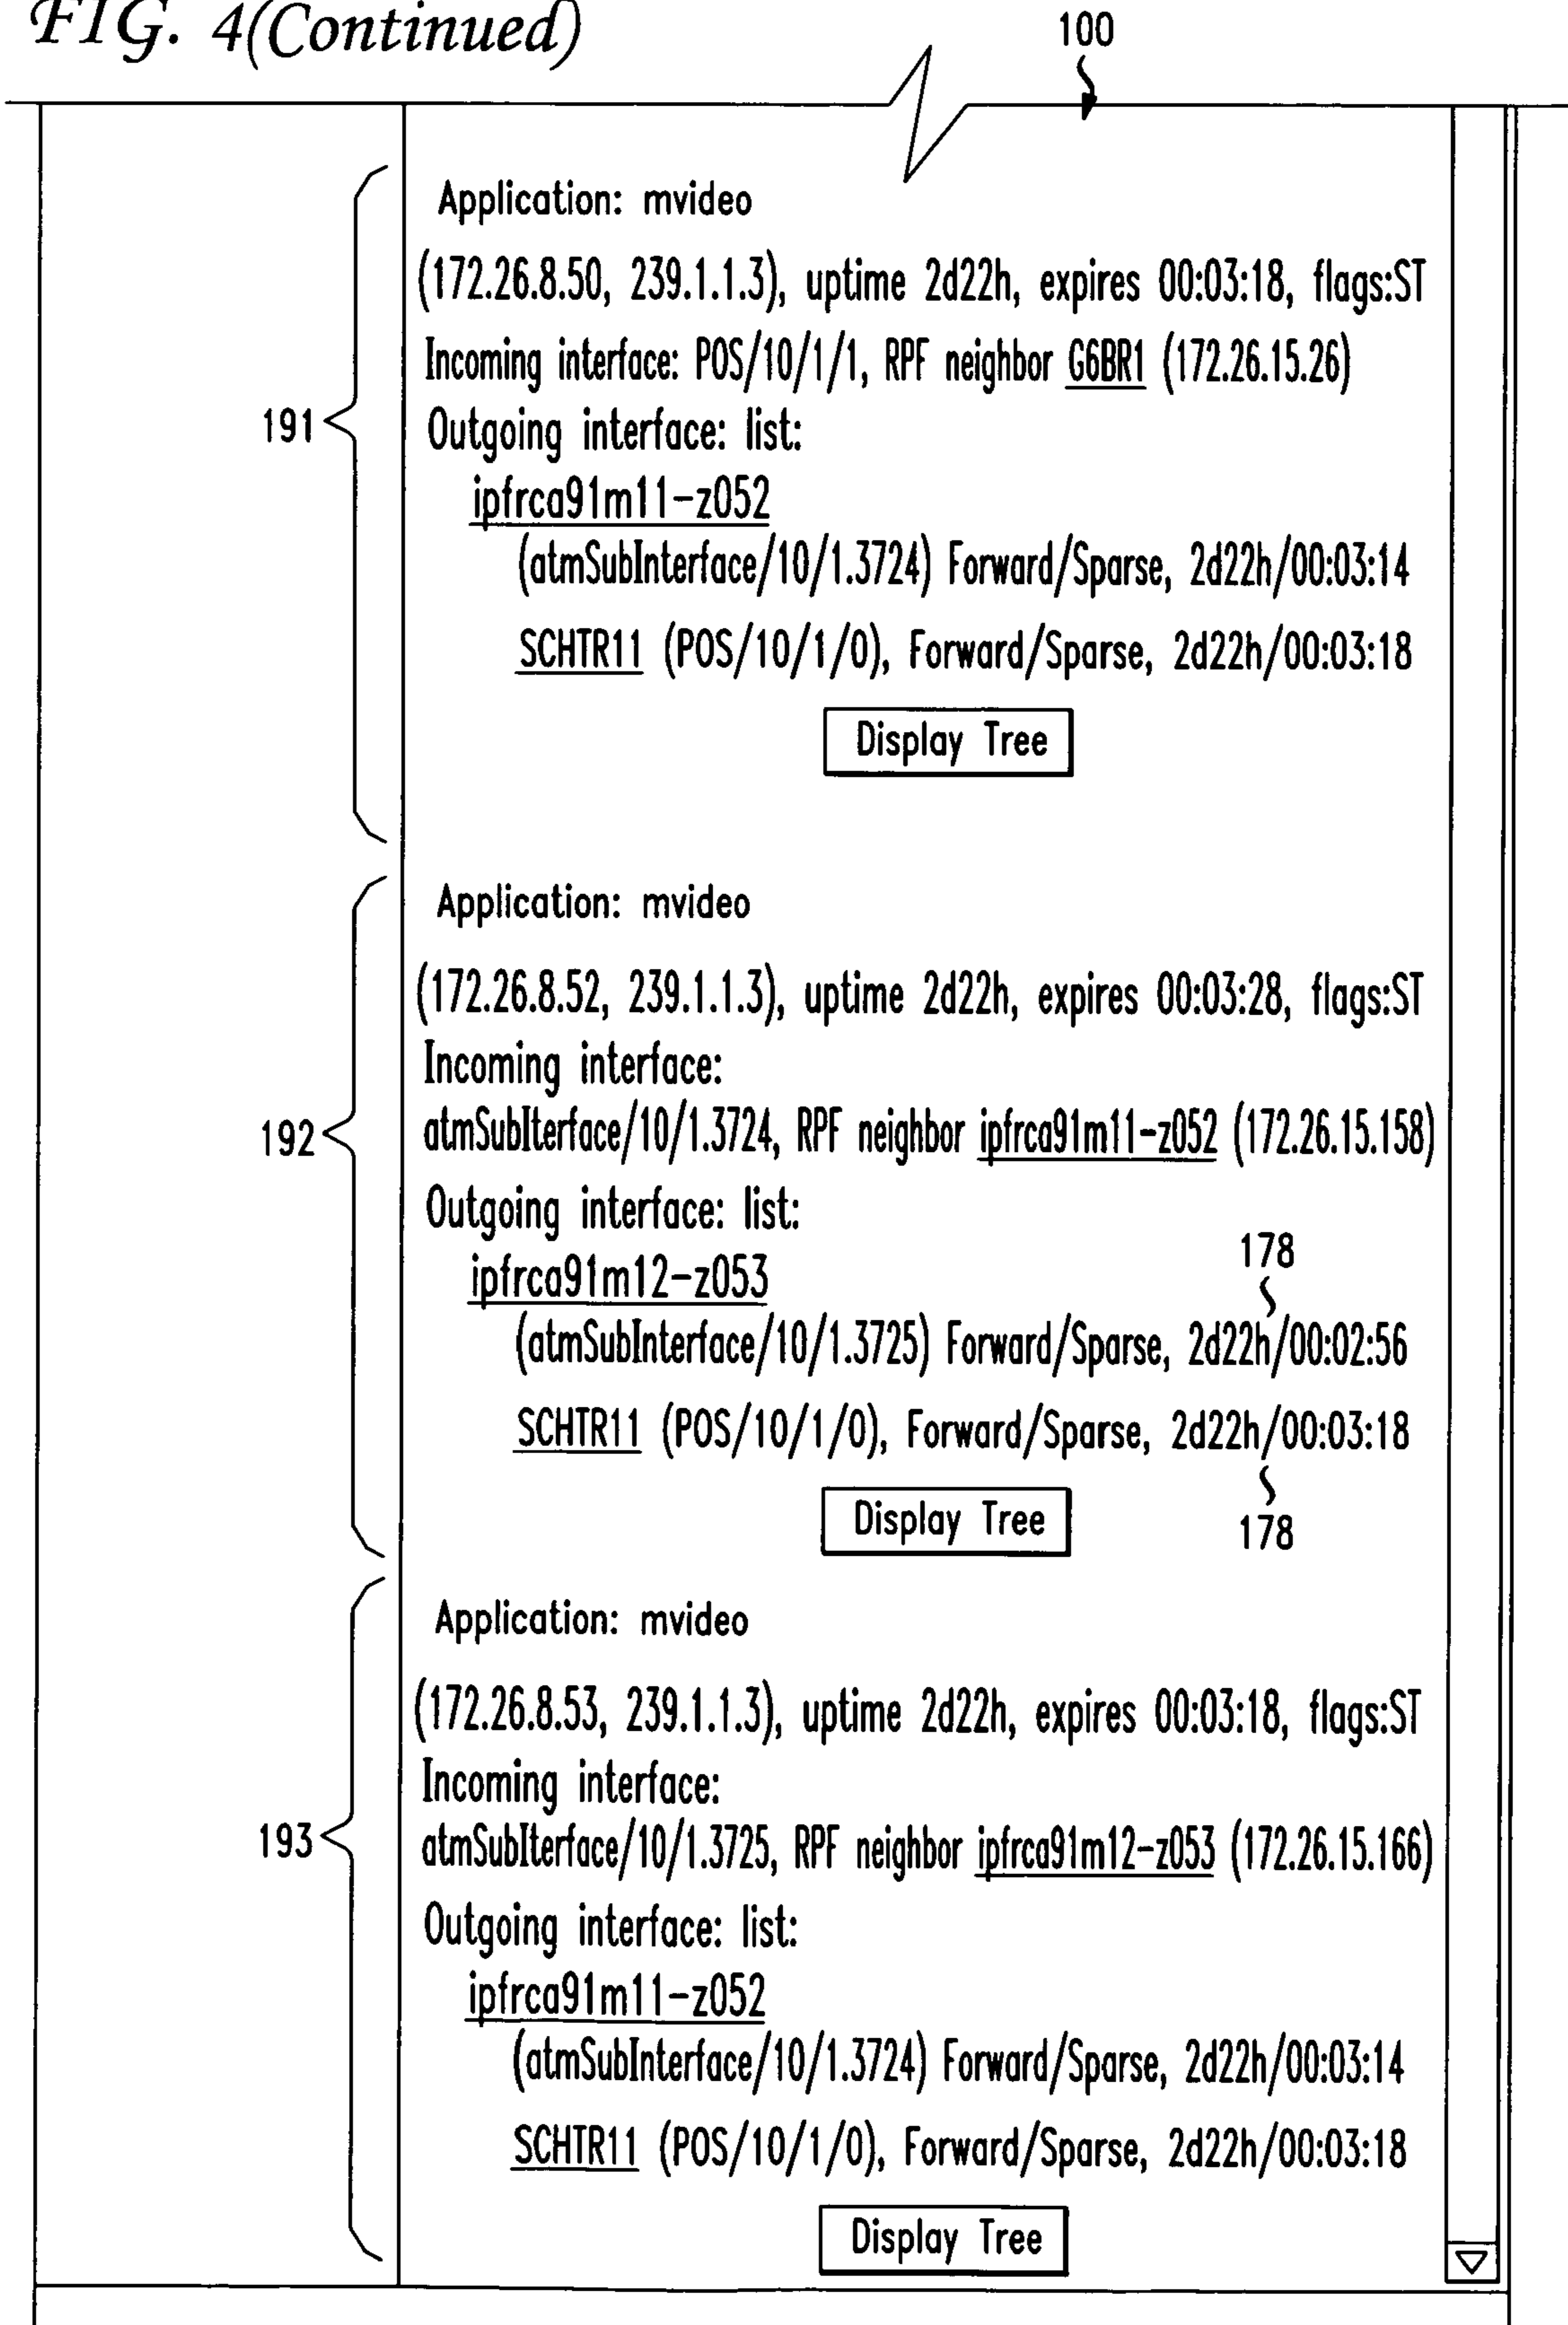 FIG. 4(Continued)
100
Application: mvideo
(172.26.8.50, 239.1.1.3), uptime 2d22h, expires 00:03:18, flags:ST
Incoming interface: POS/10/1/1, RPF neighbor G6BR1 (172.26.15.26)
191
Outgoing interface: list:
ipfrca91m11-z052
(atmSubInterface/10/1.3724) Forward/Sparse, 2d22h/00:03:14
SCHTR11 (POS/10/1/0), Forward/Sparse, 2d22h/00:03:18
Display Tree
Application: mvideo
(172.26.8.52, 239.1.1.3), uptime 2d22h, expires 00:03:28, flags:ST
Incoming interface:
192
atmSubIterface/10/1.3724, RPF neighbor ipfrca91m11-z052 (172.26.15.158)
Outgoing interface: list:
178
ipfrca91m12-z053
(atmSubInterface/10/1.3725) Forward/Sparse, 2d22h/00:02:56
SCHTR11 (POS/10/1/0), Forward/Sparse, 2d22h/00:03:18
Display Tree
178
Application: mvideo
(172.26.8.53, 239.1.1.3), uptime 2d22h, expires 00:03:18, flags:ST
Incoming interface:
193
atmSubIterface/10/1.3725, RPF neighbor ipfrca91m12-z053 (172.26.15.166)
Outgoing interface: list:
ipfrca91m11-z052
(atmSubInterface/10/1.3724) Forward/Sparse, 2d22h/00:03:14
SCHTR11 (POS/10/1/0), Forward/Sparse, 2d22h/00:03:18
Display Tree